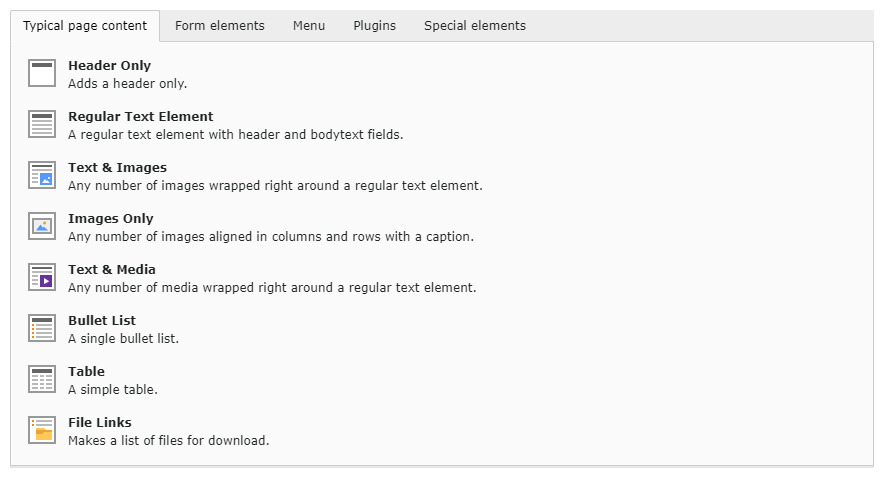 Typical page content Form elements Menu Plugins Special elements
Header Only
Adds a header only.
Regular Text Element
A regular text element with header and bodytext fields.
Text & Images
Any number of images wrapped right around a regular text element.
Images Only
Any number of images aligned in columns and rows with a caption.
Text & Media
Any number of media wrapped right around a regular text element.
Bullet List
A single bullet list.
Table
A simple table.
File Links
Makes a list of files for download.